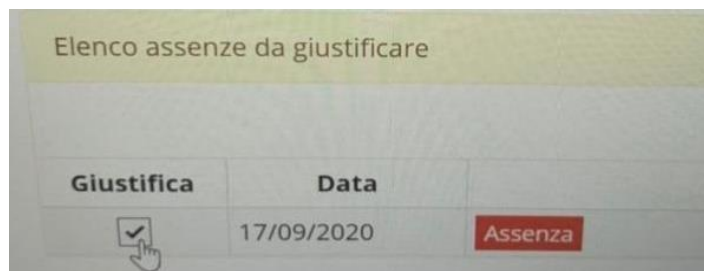 Elenco assenze da giustificare
Giustifica Data
17/09/2020 Assenza